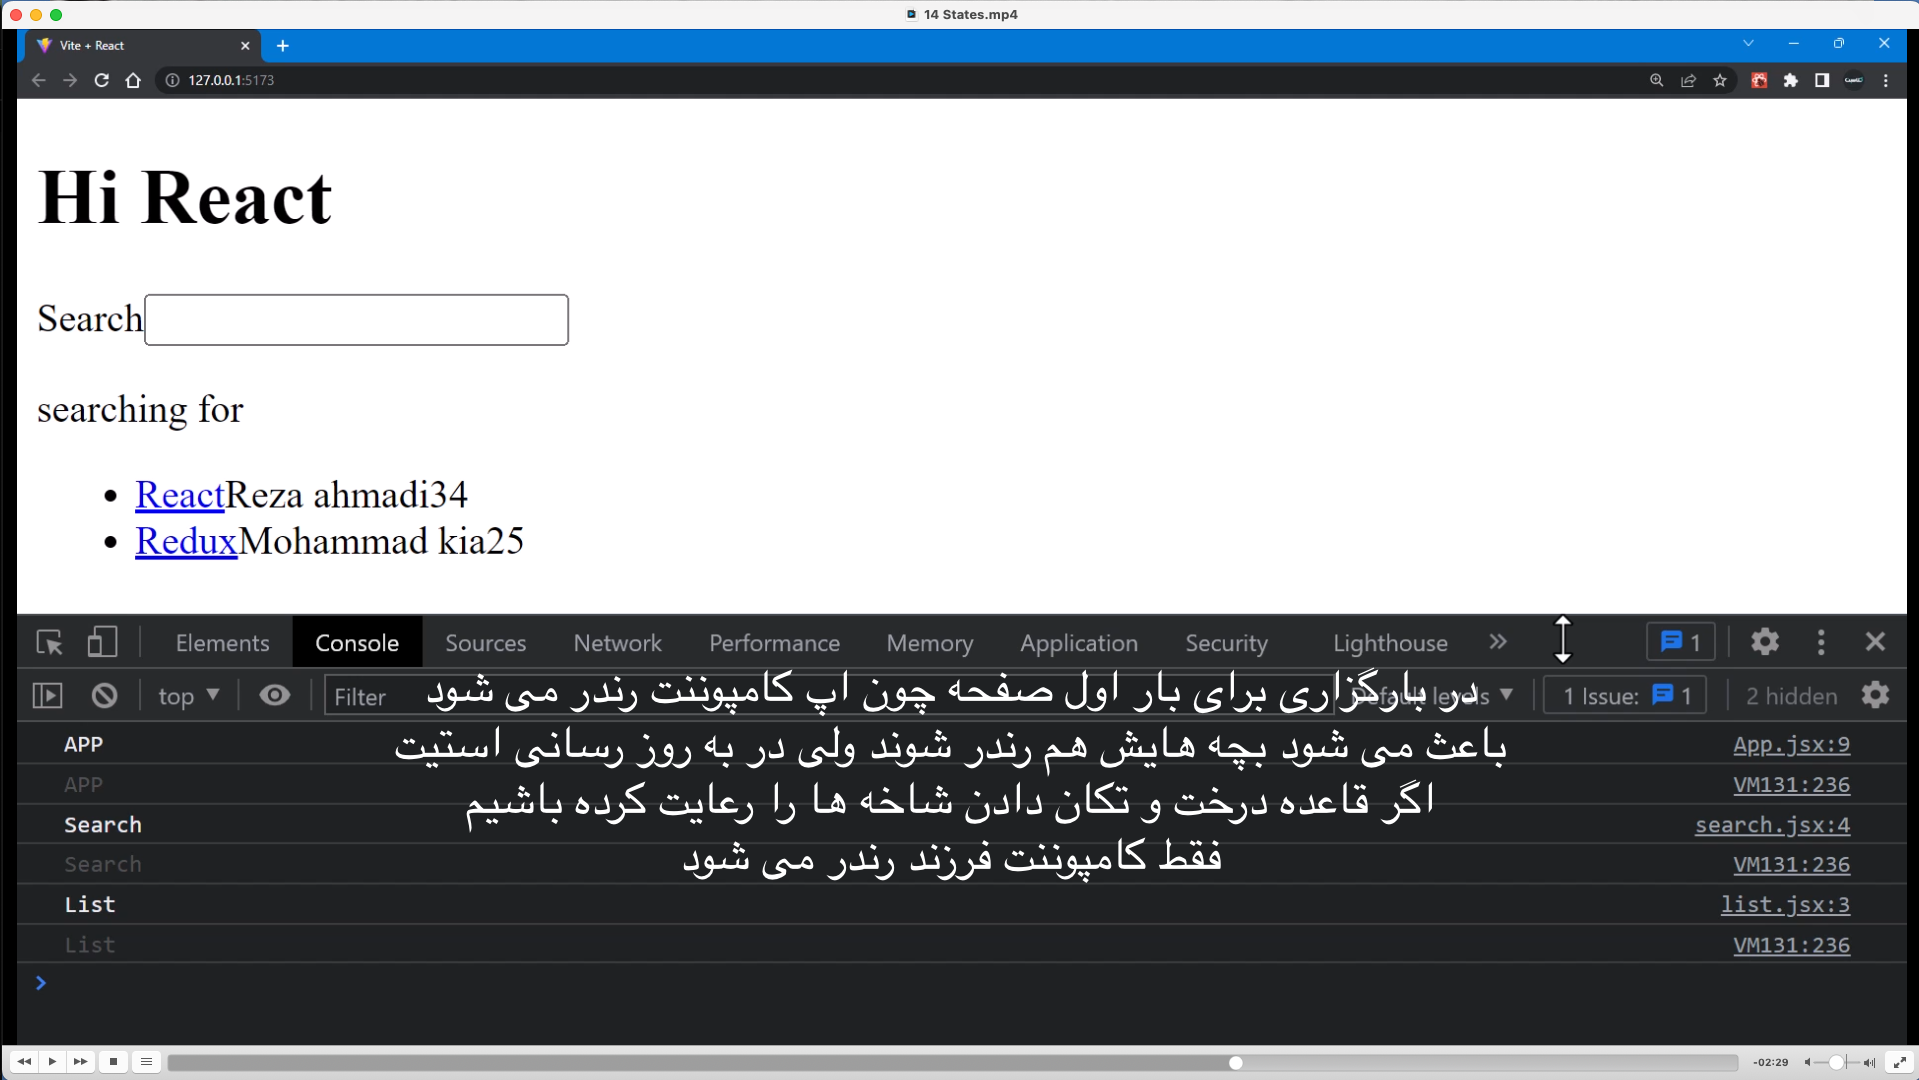 14 States.mp4
Vite + React
127.0.0.1:5173
Hi React
Search
searching for
ReactReza ahmadi34
ReduxMohammad kia25
Elements Console Sources Network Performance Memory Application Security Lighthouse 1
top Filter Default levels 1 Issue: 1 2 hidden
در بارگزاری برای بار اول صفحه چون اپ کامپوننت رندر می شود
باعث می شود بچه هایش هم رندر شوند ولی در به روز رسانی استیت
اگر قاعده درخت و تکان دادن شاخه ها را رعایت کرده باشیم
فقط کامپوننت فرزند رندر می شود
APP App.jsx:9
APP VM131:236
Search search.jsx:4
Search VM131:236
List list.jsx:3
List VM131:236
-02:29